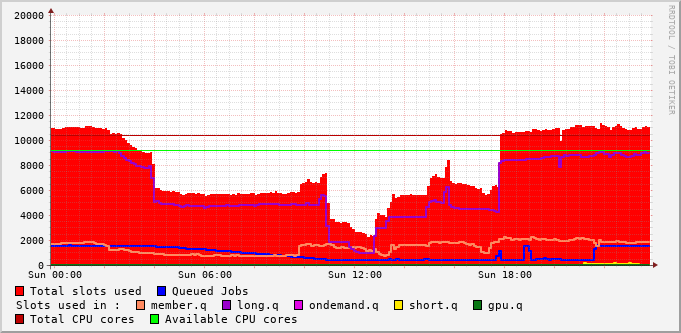 20000
18000
16000
14000
12000
10000
8000
6000
4000
2000
0
Sun 00:00 Sun 06:00 Sun 12:00 Sun 18:00
RRDTOOL / TOBI OETIKER
Total slots used Queued Jobs
Slots used in : member.q long.q ondemand.q short.q gpu.q
Total CPU cores Available CPU cores